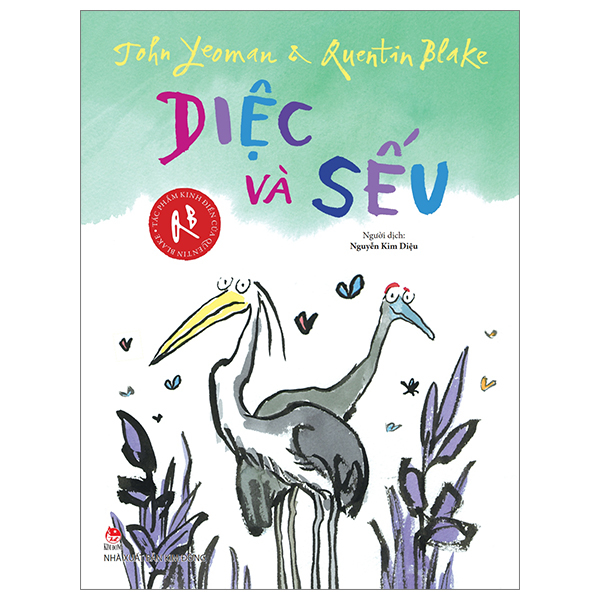 John Yeoman & Quentin Blake
DIỆC
VÀ SẾU
TÁC PHẨM KINH ĐIỂN CỦA QUENTIN BLAKE •
QB
Người dịch:
Nguyễn Kim Diệu
NHÀ XUẤT BẢN KIM ĐỒNG